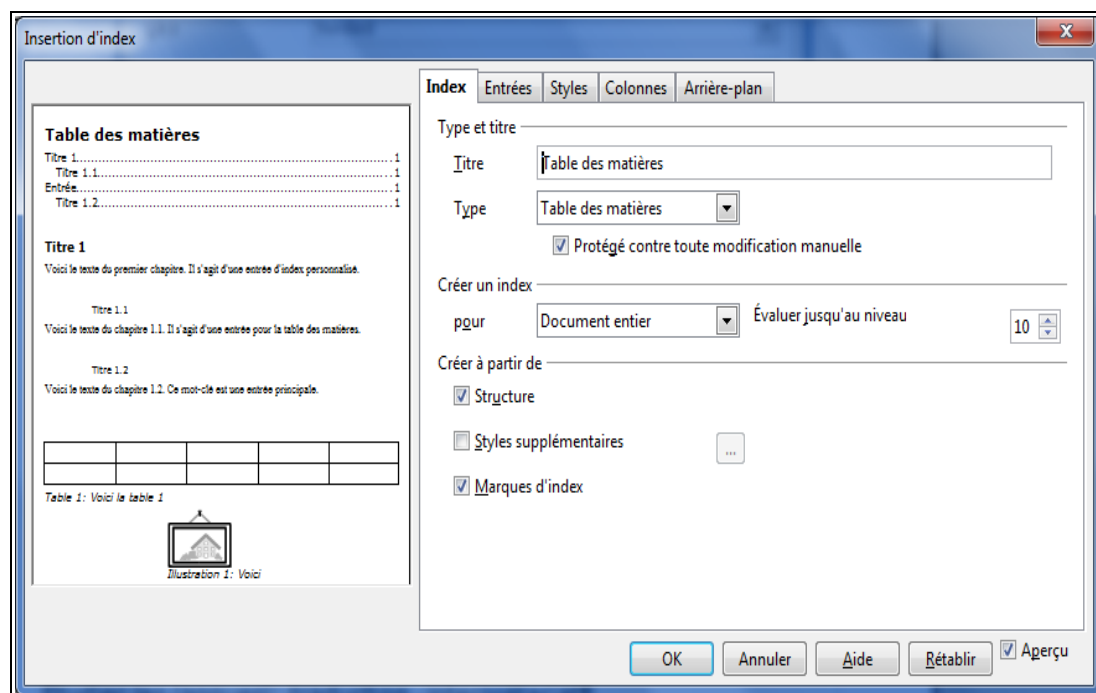 Insertion d'index
X
Table des matières
Titre 1...1
Titre 1.1...1
Entrée...1
Titre 1.2...1
Titre 1
Voici le texte du premier chapitre. Il s'agit d'une entrée d'index personnalisé.
Titre 1.1
Voici le texte du chapitre 1.1. Il s'agit d'une entrée pour la table des matières.
Titre 1.2
Voici le texte du chapitre 1.2. Ce mot-clé est une entrée principale.
Table 1: Voici la table 1
Illustration 1: Voici
Index Entrées Styles Colonnes Arrière-plan
Type et titre
Titre Table des matières
Type Table des matières
Protégé contre toute modification manuelle
Créer un index
pour Document entier Évaluer jusqu'au niveau 10
Créer à partir de
Structure
Styles supplémentaires ...
Marques d'index
OK Annuler Aide Rétablir Aperçu